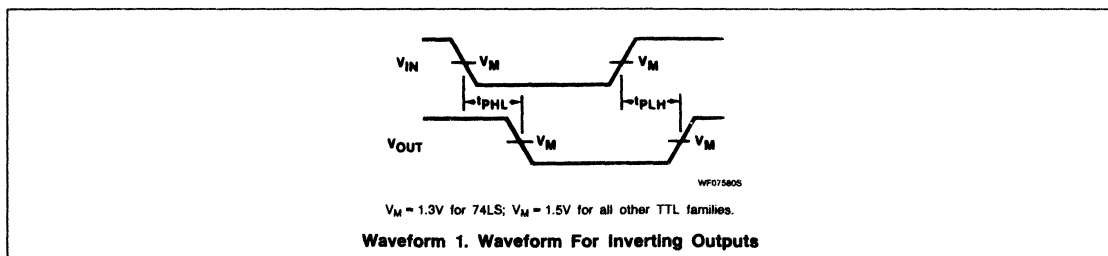 V_IN
V_M
V_M
t_PHL
t_PLH
V_OUT
V_M
V_M
WF07580S
V_M = 1.3V for 74LS; V_M = 1.5V for all other TTL families.
Waveform 1. Waveform For Inverting Outputs